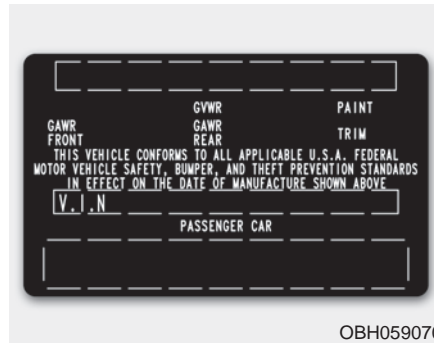 GVWR PAINT
GAWR GAWR
FRONT REAR TRIM
THIS VEHICLE CONFORMS TO ALL APPLICABLE U.S.A. FEDERAL
MOTOR VEHICLE SAFETY, BUMPER, AND THEFT PREVENTION STANDARDS
IN EFFECT ON THE DATE OF MANUFACTURE SHOWN ABOVE
V.I.N
PASSENGER CAR